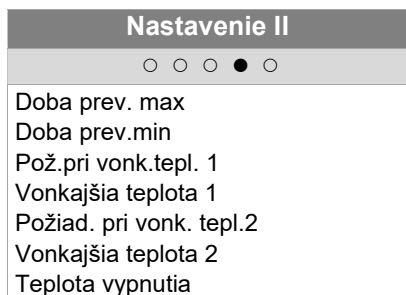 Nastavenie II
Doba prev. max
Doba prev.min
Pož.pri vonk.tepl. 1
Vonkajšia teplota 1
Požiad. pri vonk. tepl.2
Vonkajšia teplota 2
Teplota vypnutia